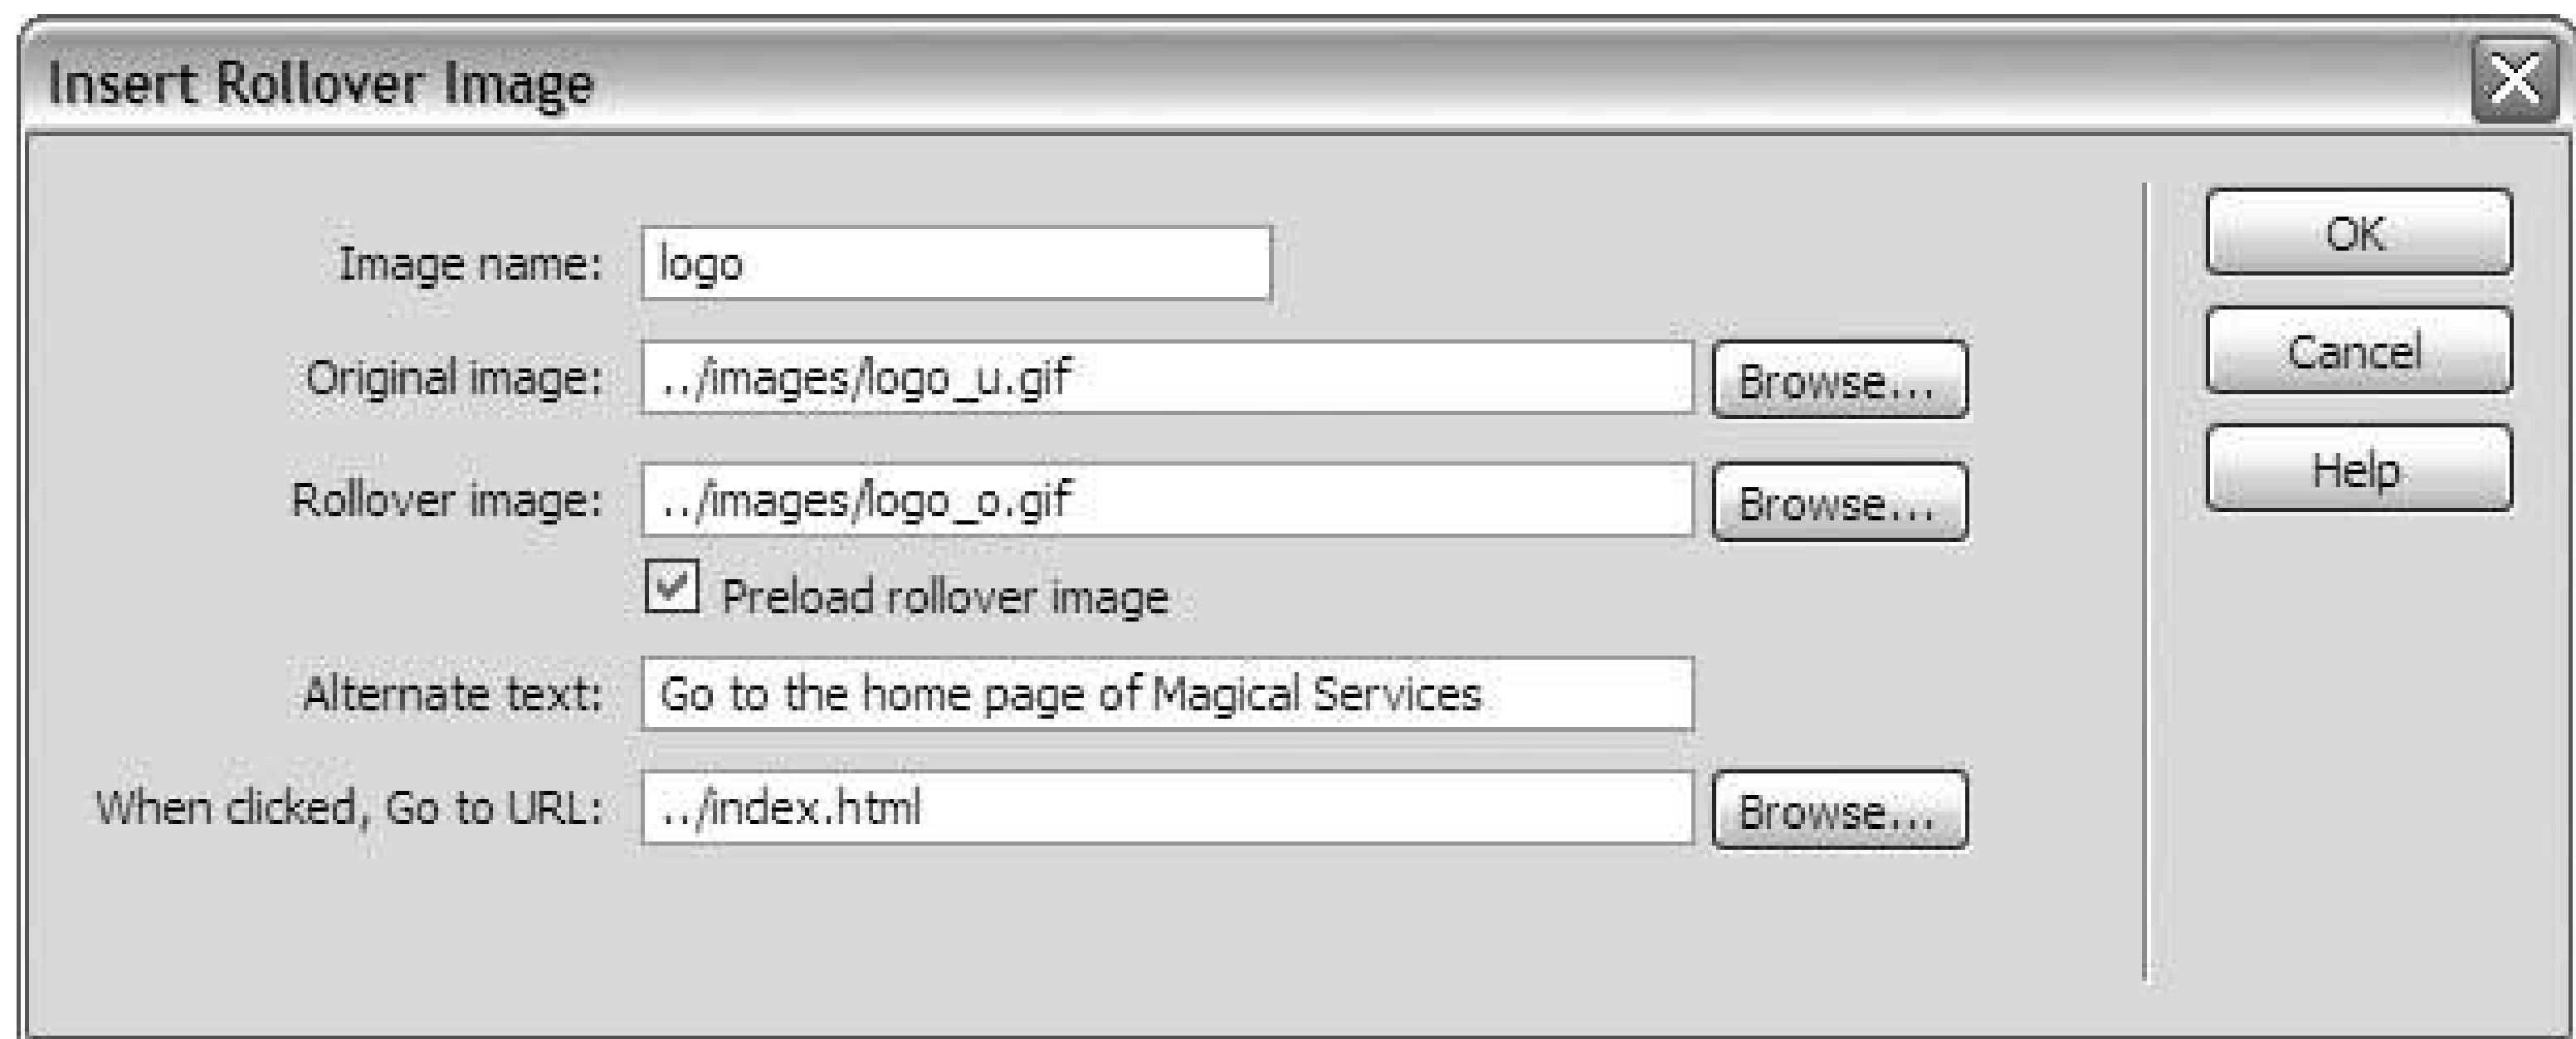 Insert Rollover Image
Image name: logo
Original image: ../images/logo_u.gif Browse...
Rollover image: ../images/logo_o.gif Browse...
Preload rollover image
Alternate text: Go to the home page of Magical Services
When clicked, Go to URL: ../index.html Browse...
OK
Cancel
Help